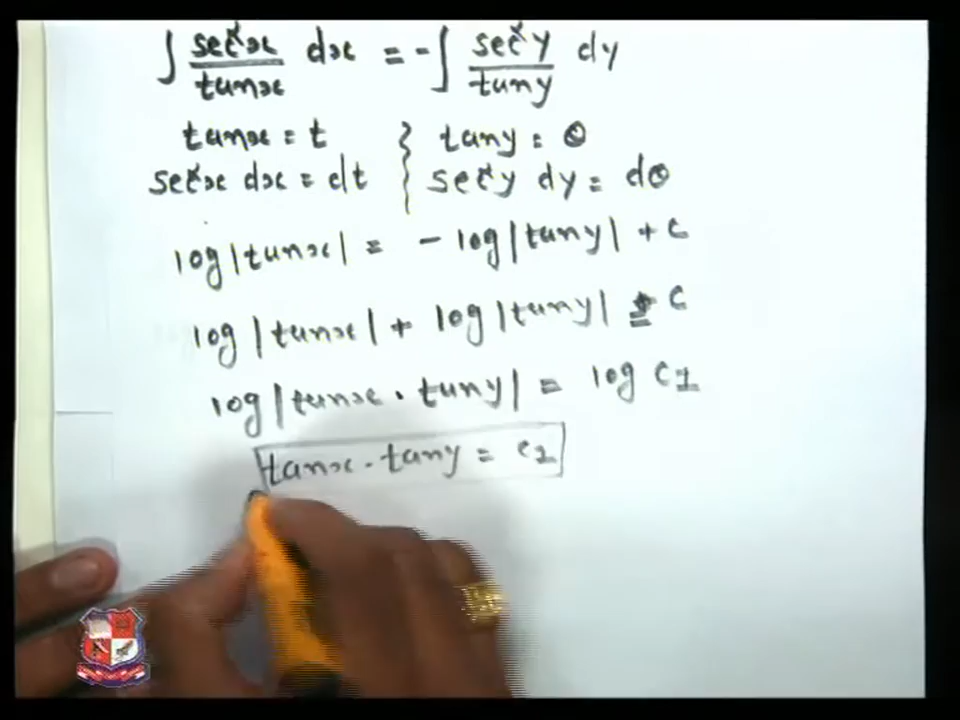 ∫ sec²x/tanx dx = -∫ sec²y/tany dy
tanx = t } tany = θ
sec²x dx = dt } sec²y dy = dθ
log|tanx| = - log|tany| + c
log|tanx| + log|tany| = c
log|tanx . tany| = log c1
tanx . tany = c1